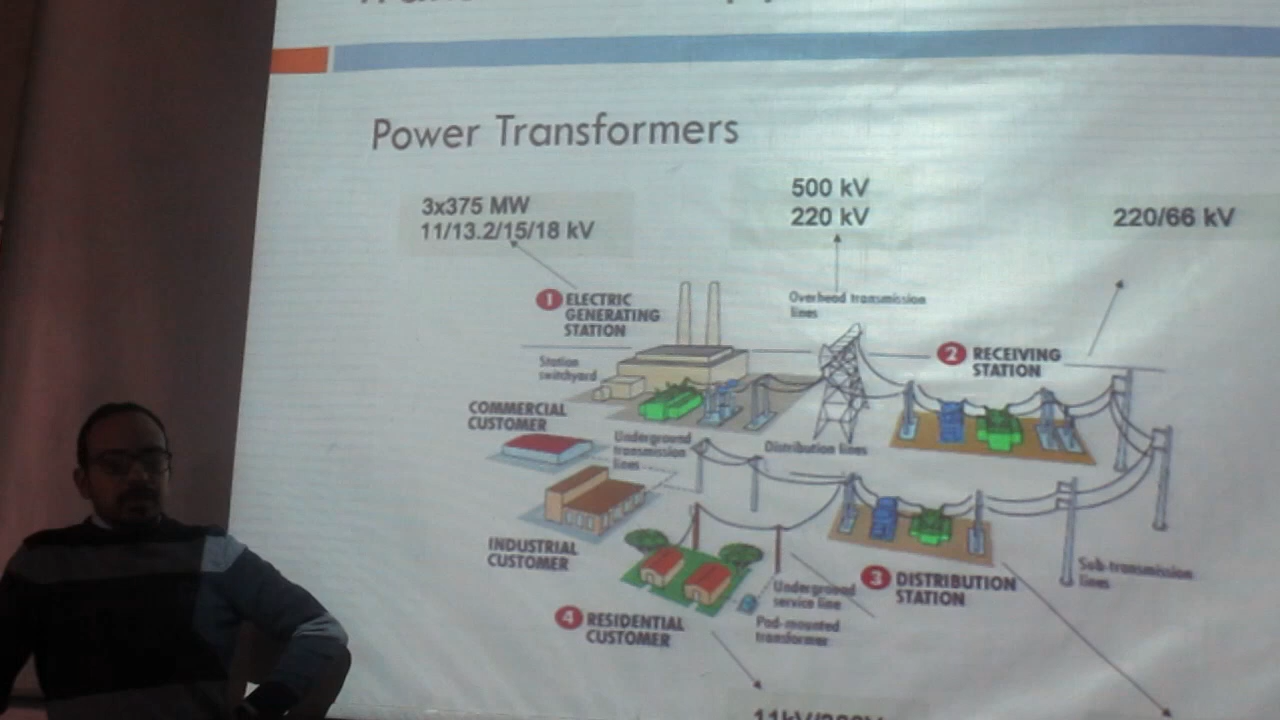 Power Transformers
3x375 MW
11/13.2/15/18 kV
500 kV
220 kV
220/66 kV
1 ELECTRIC
GENERATING
STATION
Overhead transmission
lines
2 RECEIVING
STATION
Station
switchyard
COMMERCIAL
CUSTOMER
Underground
transmission
lines
Distribution lines
INDUSTRIAL
CUSTOMER
3 DISTRIBUTION
STATION
Sub-transmission
lines
Underground
service line
4 RESIDENTIAL
CUSTOMER
Pad-mounted
transformer